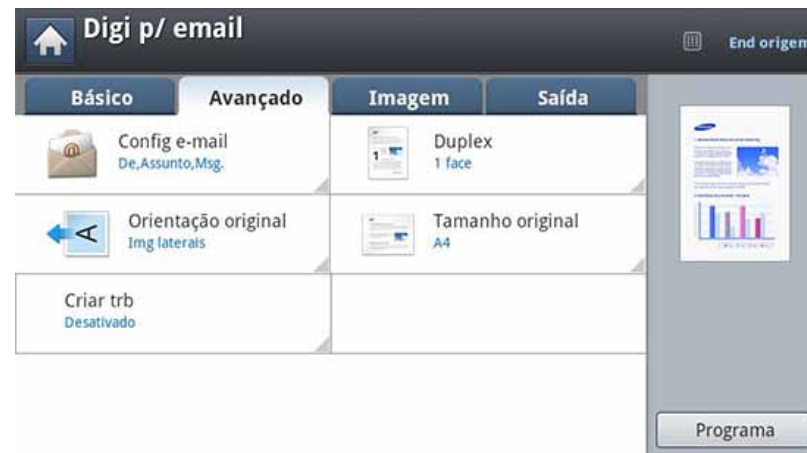 Digi p/ email
End origem
Básico
Avançado
Imagem
Saída
Config e-mail
De,Assunto,Msg.
Duplex
1 face
Orientação original
Img laterais
Tamanho original
A4
Criar trb
Desativado
Programa